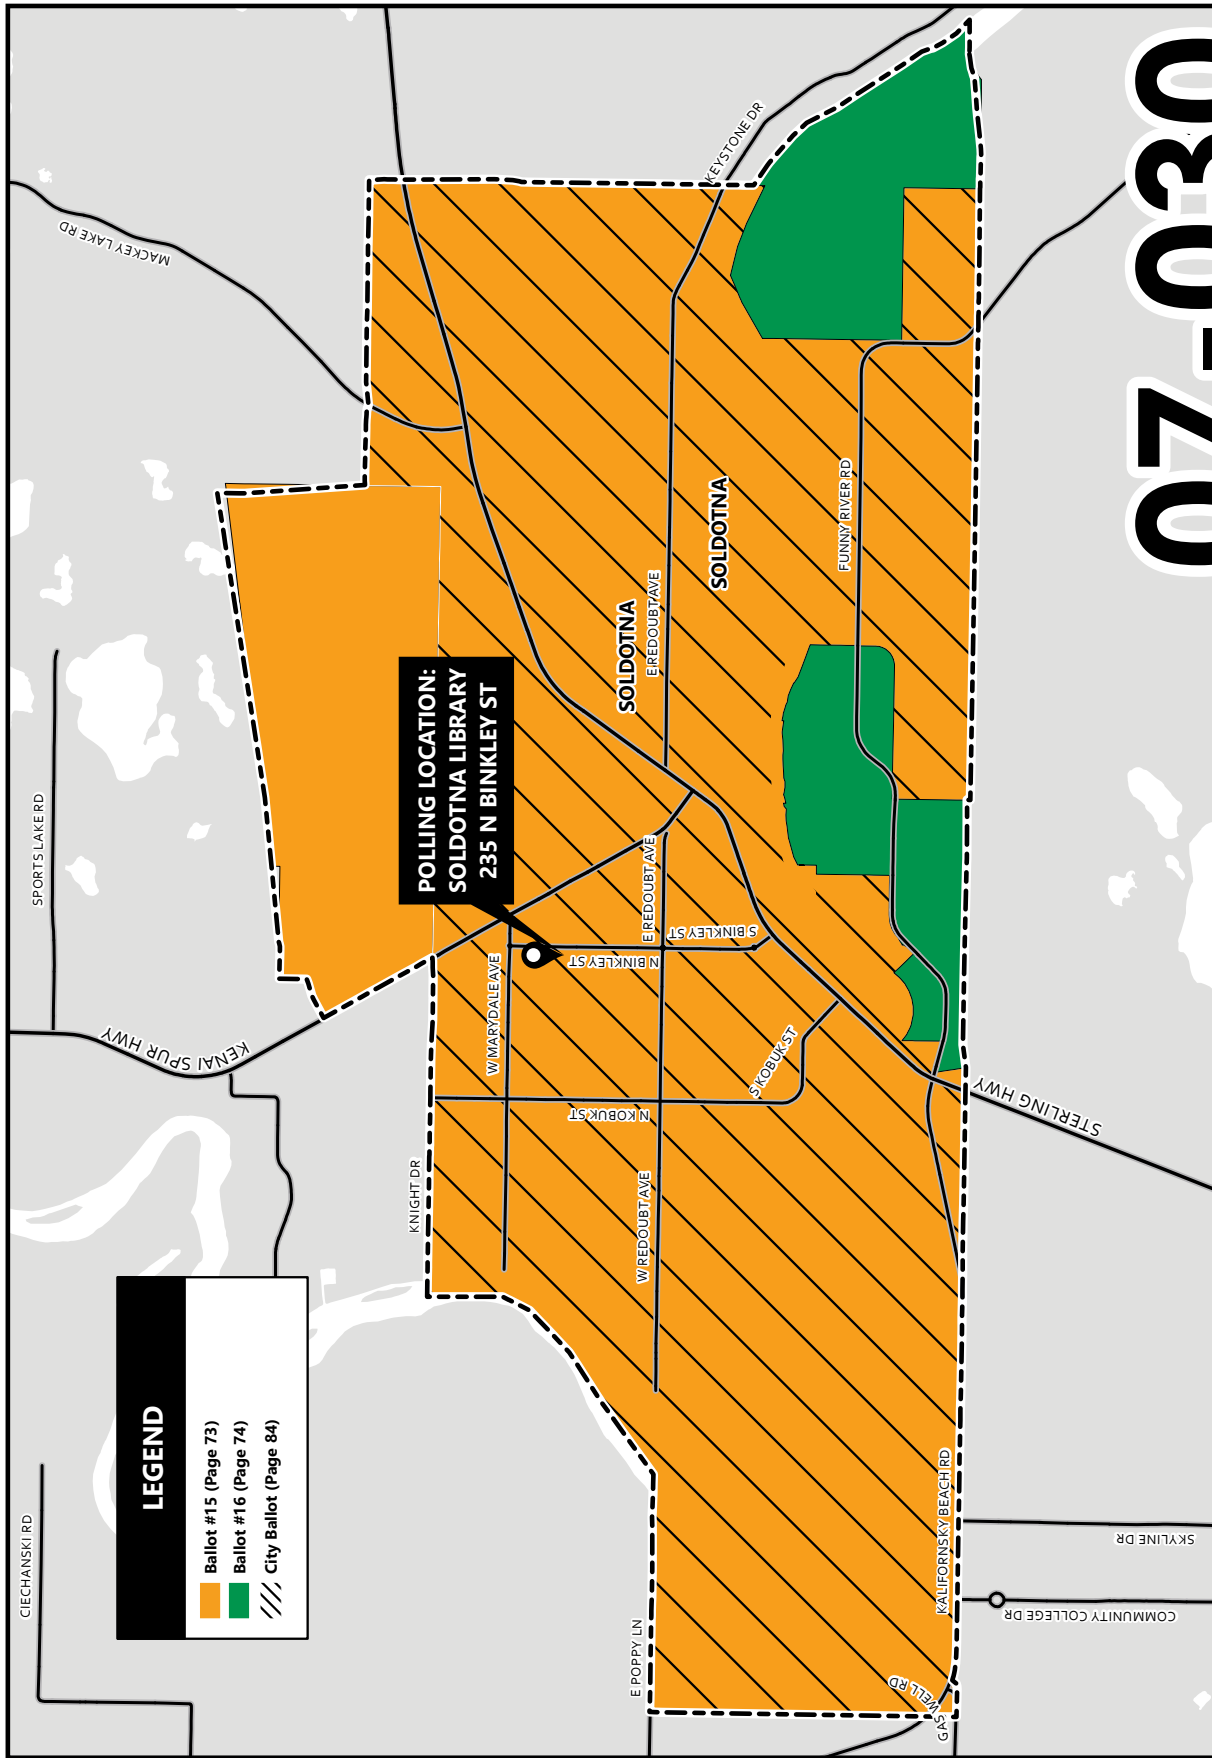 07-030
LEGEND
Ballot #15 (Page 73)
Ballot #16 (Page 74)
City Ballot (Page 84)
POLLING LOCATION:
SOLDOTNA LIBRARY
235 N BINKLEY ST
CIECHANSKI RD
SPORTS LAKE RD
MACKEY LAKE RD
KENAI SPUR HWY
KNIGHT DR
W MARYDALE AVE
N BINKLEY ST
S BINKLEY ST
N KOBUK ST
S KOBUK ST
E REDOUBT AVE
E REDOUBT AVE
W REDOUBT AVE
SOLDOTNA
SOLDOTNA
KEYSTONE DR
FUNNY RIVER RD
STERLING HWY
E POPPY LN
KALIFORNSKY BEACH RD
GAS WELL RD
COMMUNITY COLLEGE DR
SKYLINE DR